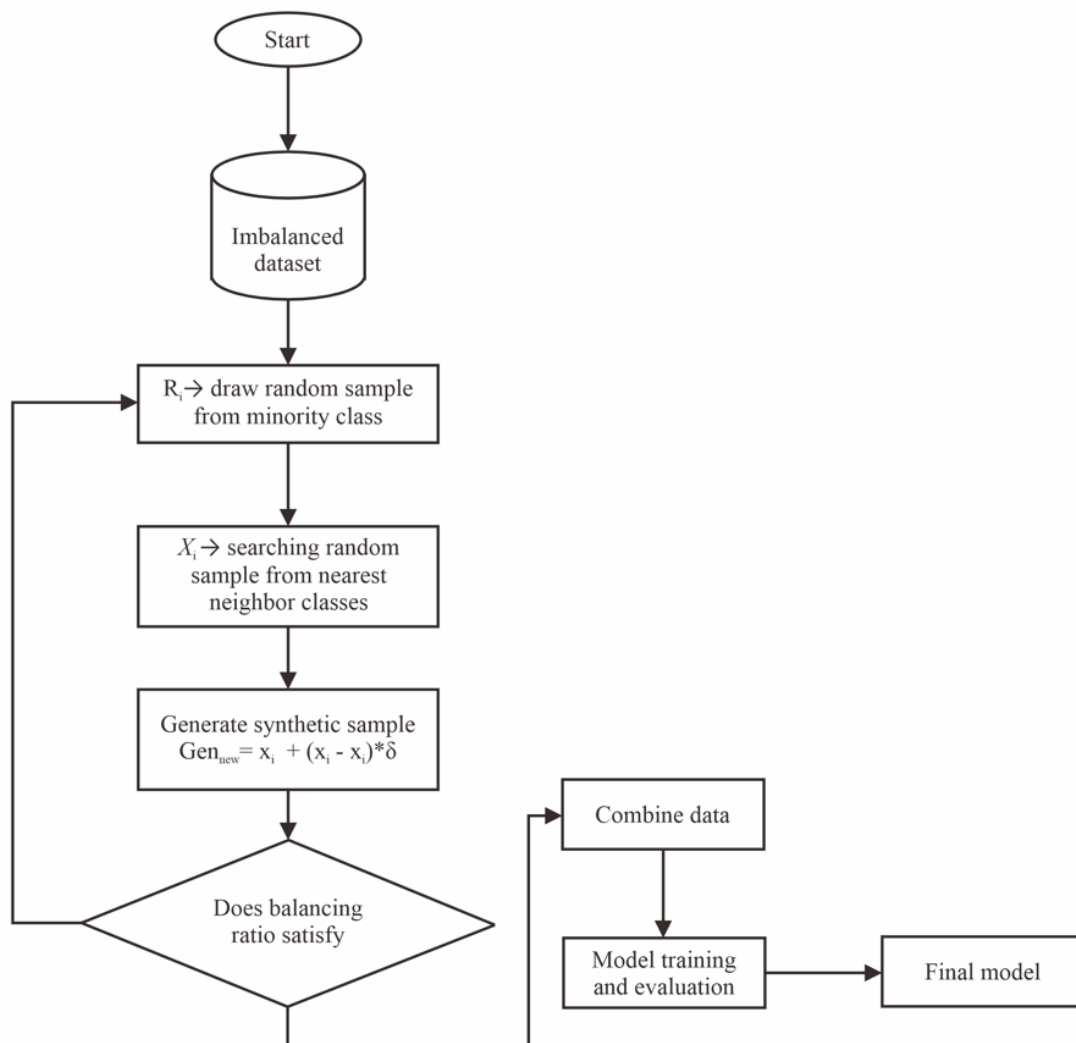 Start
Imbalanced
dataset
Rᵢ→ draw random sample
from minority class
Xᵢ→ searching random
sample from nearest
neighbor classes
Generate synthetic sample
Genₙₑw= xᵢ + (xᵢ - xᵢ)*δ
Does balancing
ratio satisfy
Combine data
Model training
and evaluation
Final model